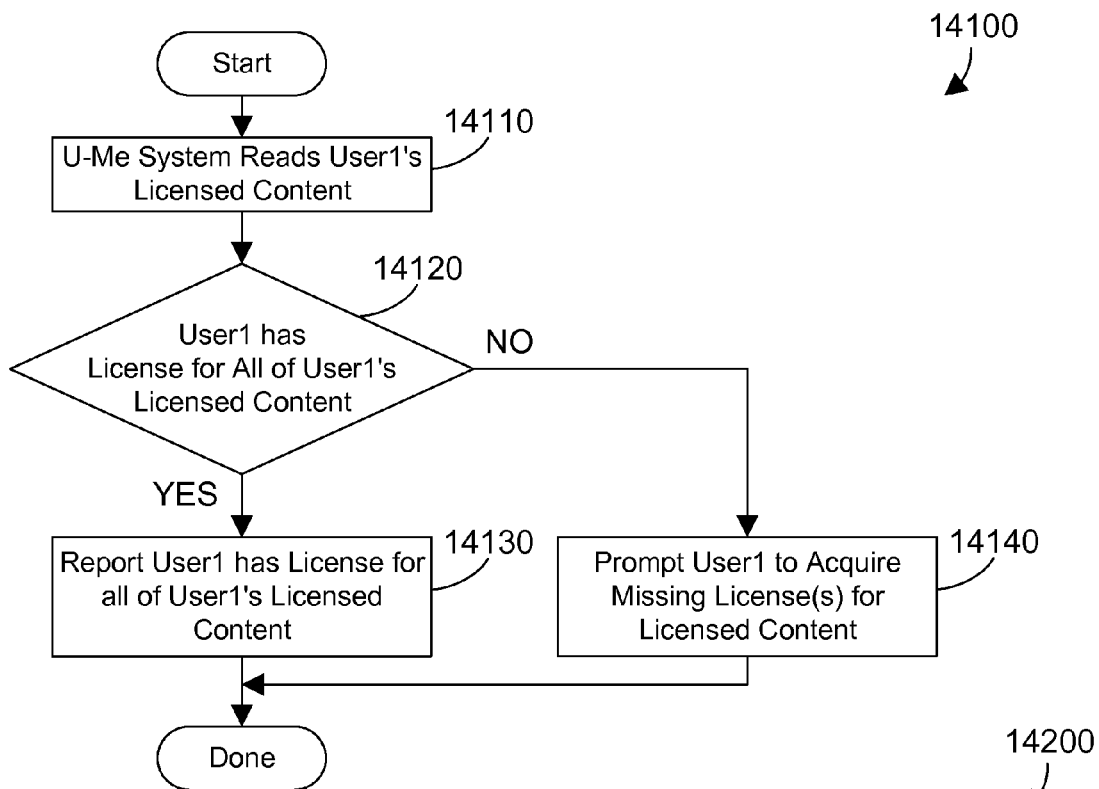 14100
Start
14110
U-Me System Reads User1's
Licensed Content
14120
User1 has
License for All of User1's
Licensed Content
NO
YES
14130
Report User1 has License for
all of User1's Licensed
Content
14140
Prompt User1 to Acquire
Missing License(s) for
Licensed Content
Done
14200